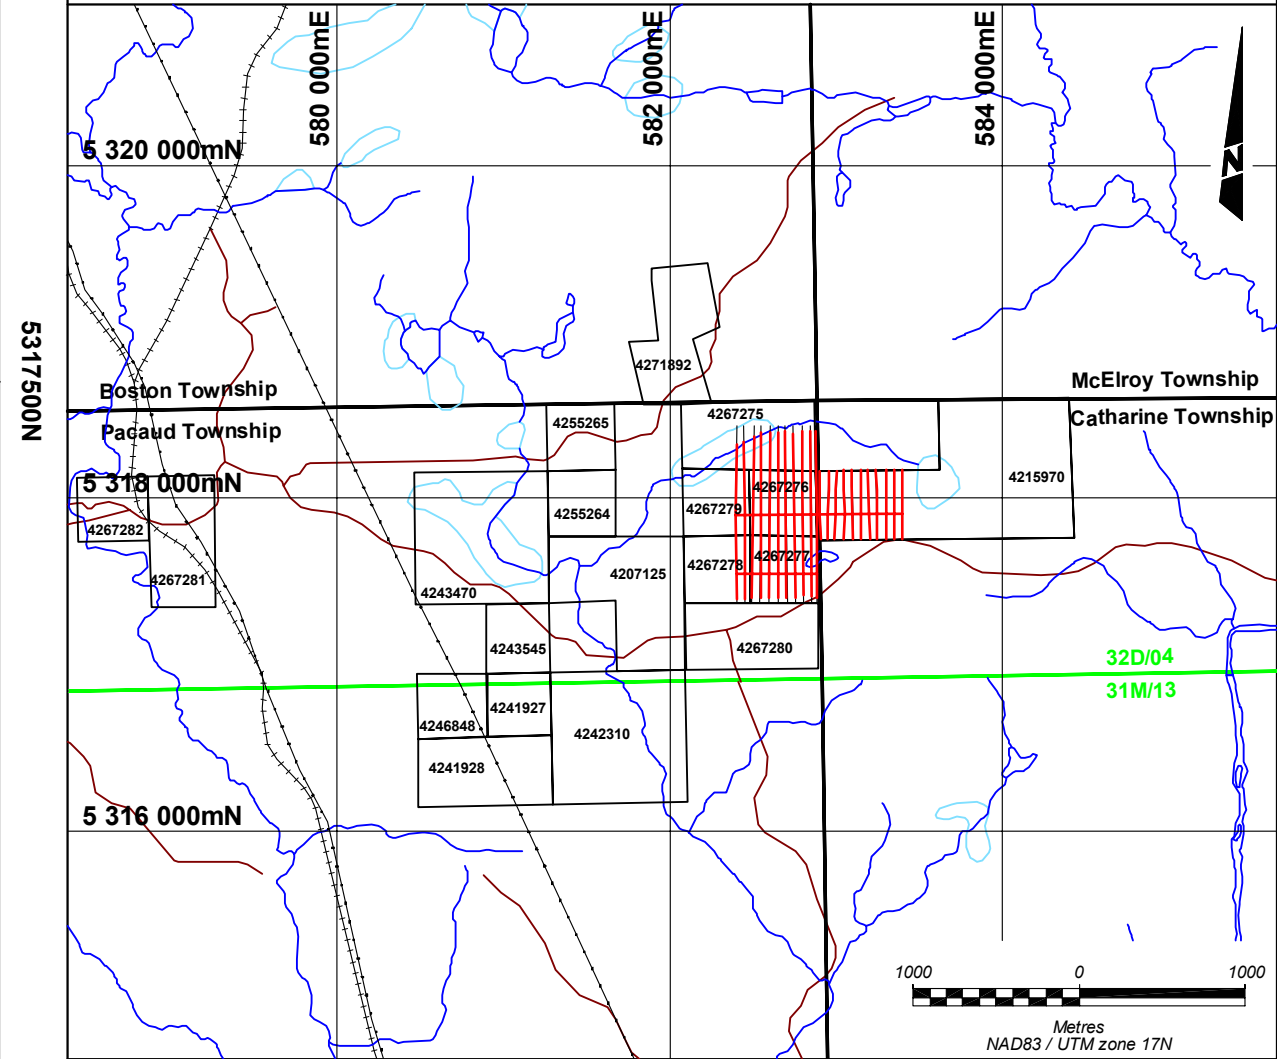 580 000mE
582 000mE
584 000mE
5 320 000mN
N
5317500N
4271892
Boston Township
McElroy Township
Pacaud Township
Catharine Township
4255265
4267275
5 318 000mN
4215970
4267276
4267279
4255264
4267282
4267277
4267278
4267281
4207125
4243470
4243545
4267280
32D/04
31M/13
4241927
4246848
4242310
4241928
5 316 000mN
1000 0 1000
Metres
NAD83 / UTM zone 17N